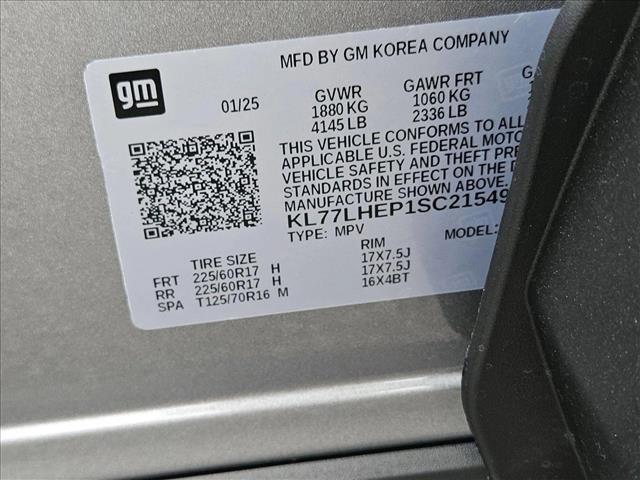 gm
MFD BY GM KOREA COMPANY
01/25
GVWR GAWR FRT
1880 KG 1060 KG
4145 LB 2336 LB
THIS VEHICLE CONFORMS TO ALL
APPLICABLE U.S. FEDERAL
VEHICLE SAFETY AND THEFT
STANDARDS IN EFFECT ON THE
MANUFACTURE SHOWN ABOVE.
KL77LHEP1SC21549
TYPE: MPV MODEL:
TIRE SIZE RIM
FRT 225/60R17 H 17X7.5J
RR 225/60R17 H 17X7.5J
SPA T125/70R16 M 16X4BT